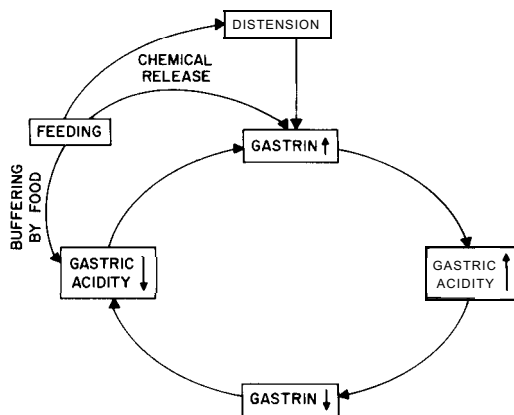 DISTENSION
CHEMICAL
RELEASE
FEEDING
GASTRIN ↑
BUFFERING
BY FOOD
GASTRIC
ACIDITY ↓
GASTRIC
ACIDITY ↑
GASTRIN ↓